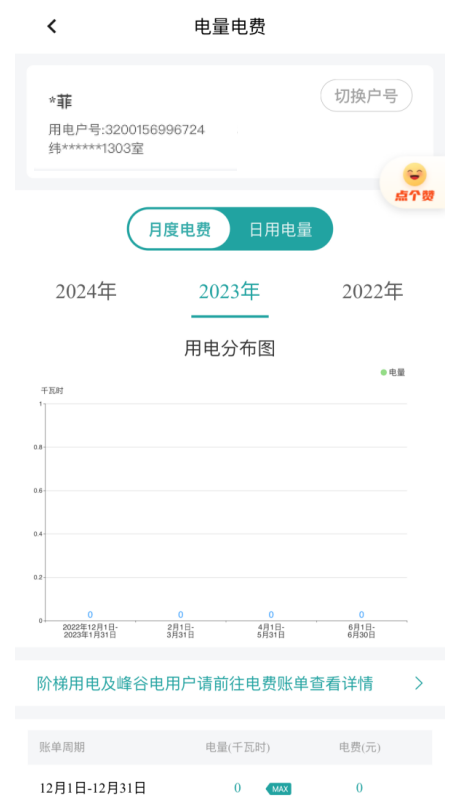 电量电费
*菲
切换户号
用电户号:3200156996724
纬******1303室
点个赞
月度电费
日用电量
2024年
2023年
2022年
用电分布图
电量
千瓦时
1
0.8
0.6
0.4
0.2
0
0
0
0
0
2022年12月1日-
2023年1月31日
2月1日-
3月31日
4月1日-
5月31日
6月1日-
6月30日
阶梯用电及峰谷电用户请前往电费账单查看详情
账单周期
电量(千瓦时)
电费(元)
12月1日-12月31日
0
MAX
0